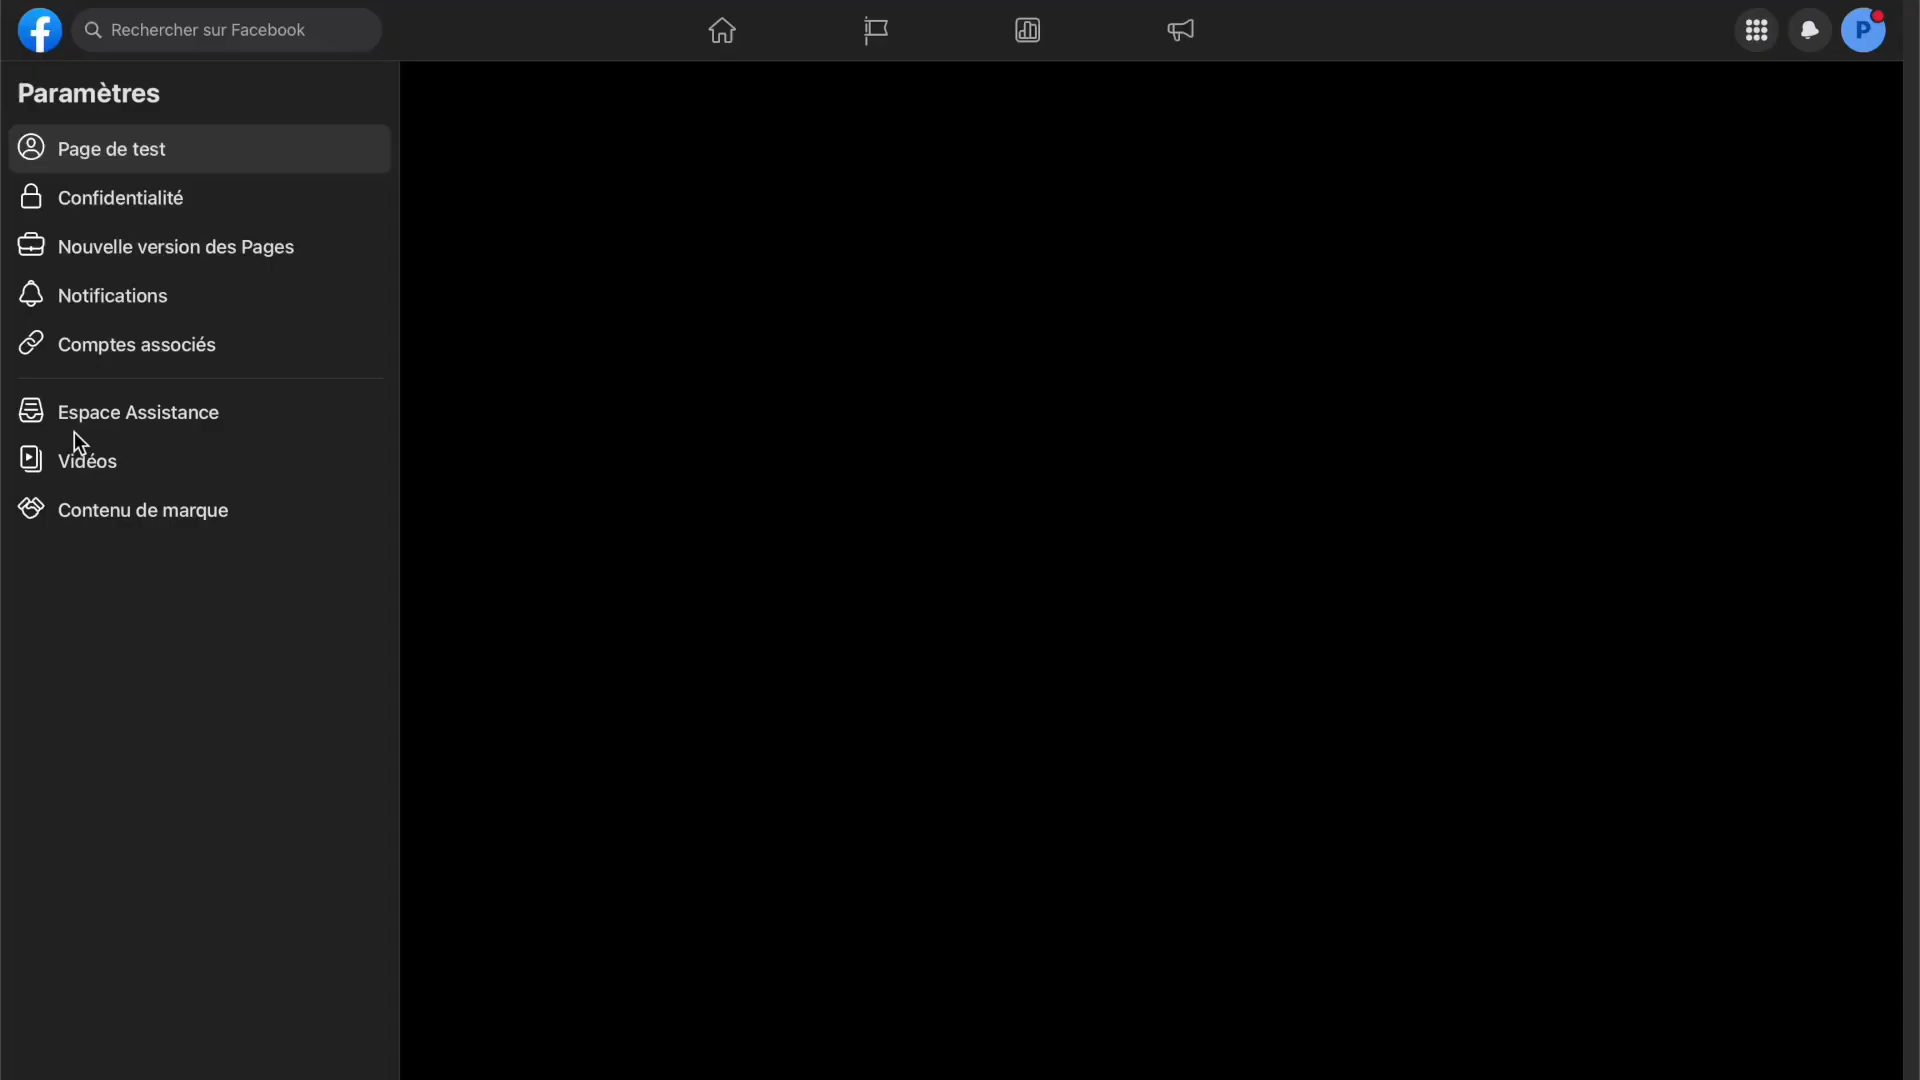 Rechercher sur Facebook
P
Paramètres
Page de test
Confidentialité
Nouvelle version des Pages
Notifications
Comptes associés
Espace Assistance
Vidéos
Contenu de marque